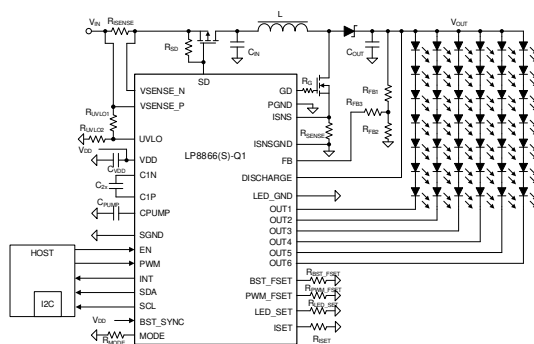 VIN
RISENSE
L
VOUT
RSD
CIN
COUT
SD
VSENSE_N
VSENSE_P
RUVLO1
RUVLO2
UVLO
VDD
VDD
CVDD
C1N
C2x
C1P
CPUMP
CPUMP
SGND
HOST
I2C
EN
PWM
INT
SDA
SCL
VDD
BST_SYNC
RMODE
MODE
LP8866(S)-Q1
GD
RG
PGND
ISNS
RSENSE
ISNSGND
FB
RFB1
RFB3
RFB2
DISCHARGE
LED_GND
OUT1
OUT2
OUT3
OUT4
OUT5
OUT6
BST_FSET
RBST_FSET
PWM_FSET
RPWM_FSET
LED_SET
RLED_SET
ISET
RISET